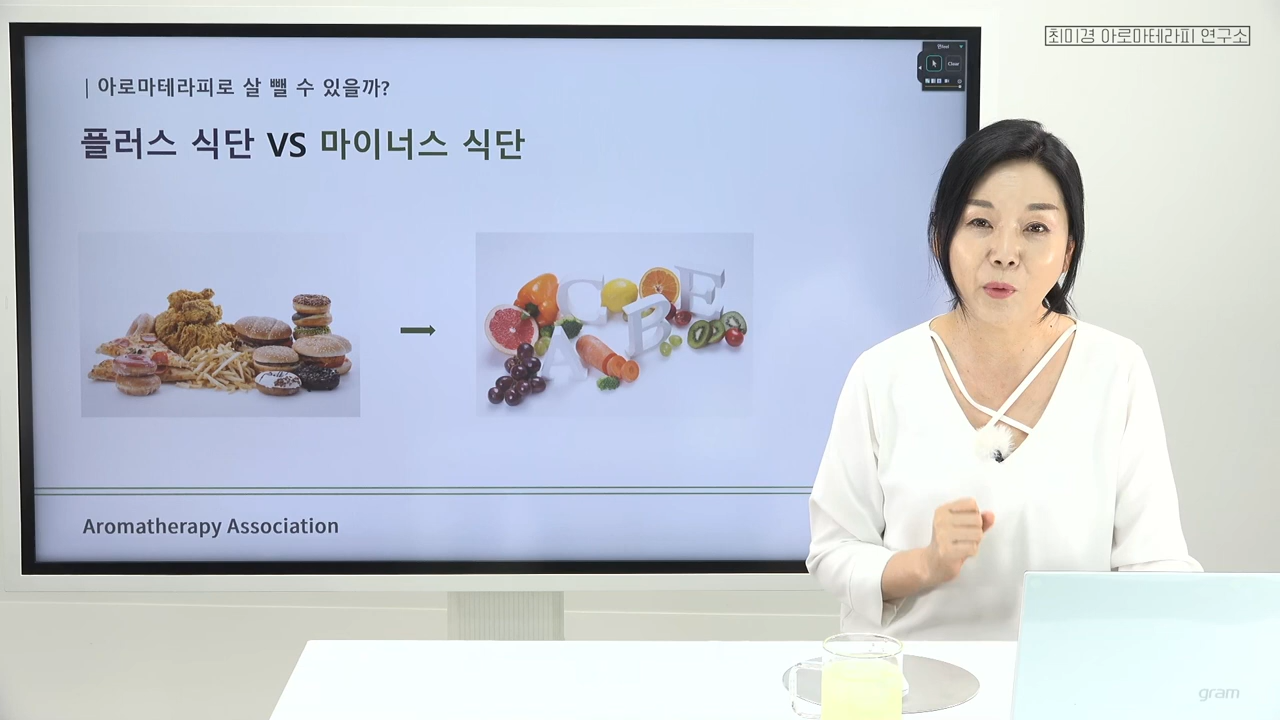 최미경 아로마테라피 연구소
| 아로마테라피로 살 뺄 수 있을까?
플러스 식단 VS 마이너스 식단
C
B
E
A
Clear
Aromatherapy Association
gram